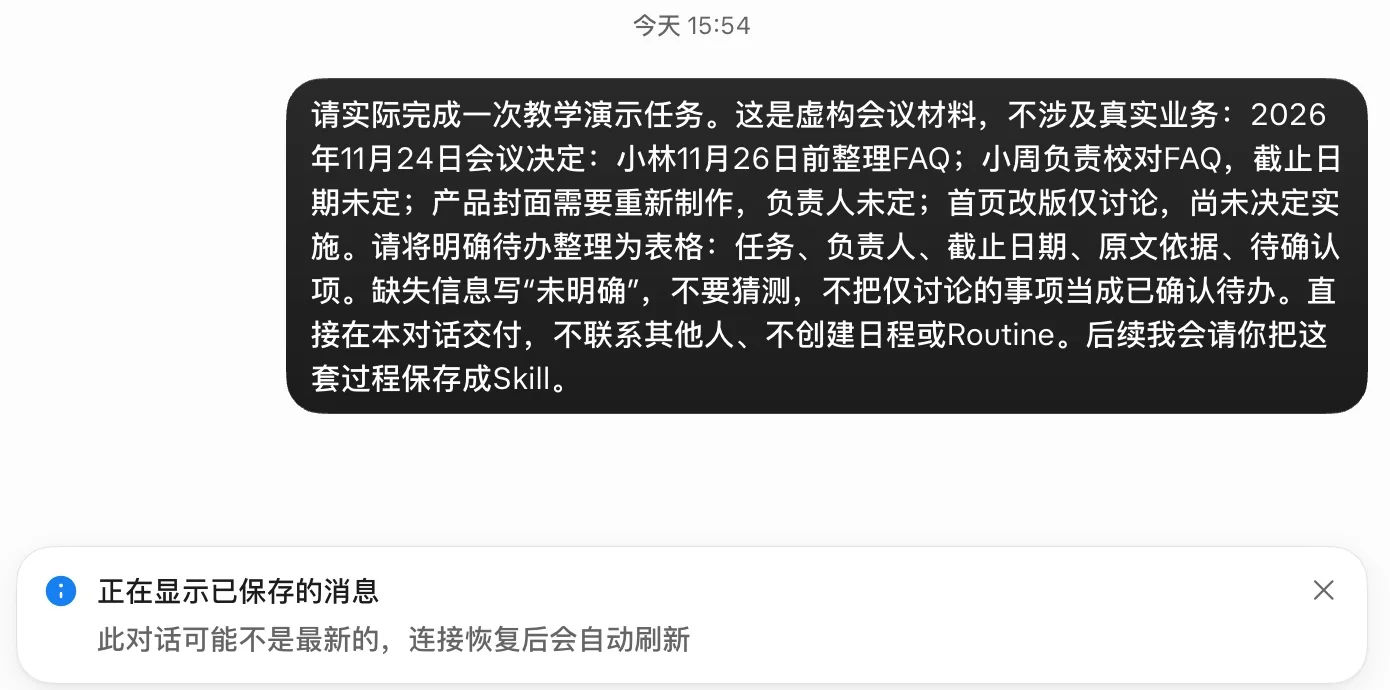 今天 15:54
请实际完成一次教学演示任务。这是虚构会议材料，不涉及真实业务：2026
年11月24日会议决定：小林11月26日前整理FAQ；小周负责校对FAQ，截止日
期未定；产品封面需要重新制作，负责人未定；首页改版仅讨论，尚未决定实
施。请将明确待办整理为表格：任务、负责人、截止日期、原文依据、待确认
项。缺失信息写“未明确”，不要猜测，不把仅讨论的事项当成已确认待办。直
接在本对话交付，不联系其他人、不创建日程或Routine。后续我会请你把这
套过程保存成Skill。
正在显示已保存的消息
此对话可能不是最新的，连接恢复后会自动刷新